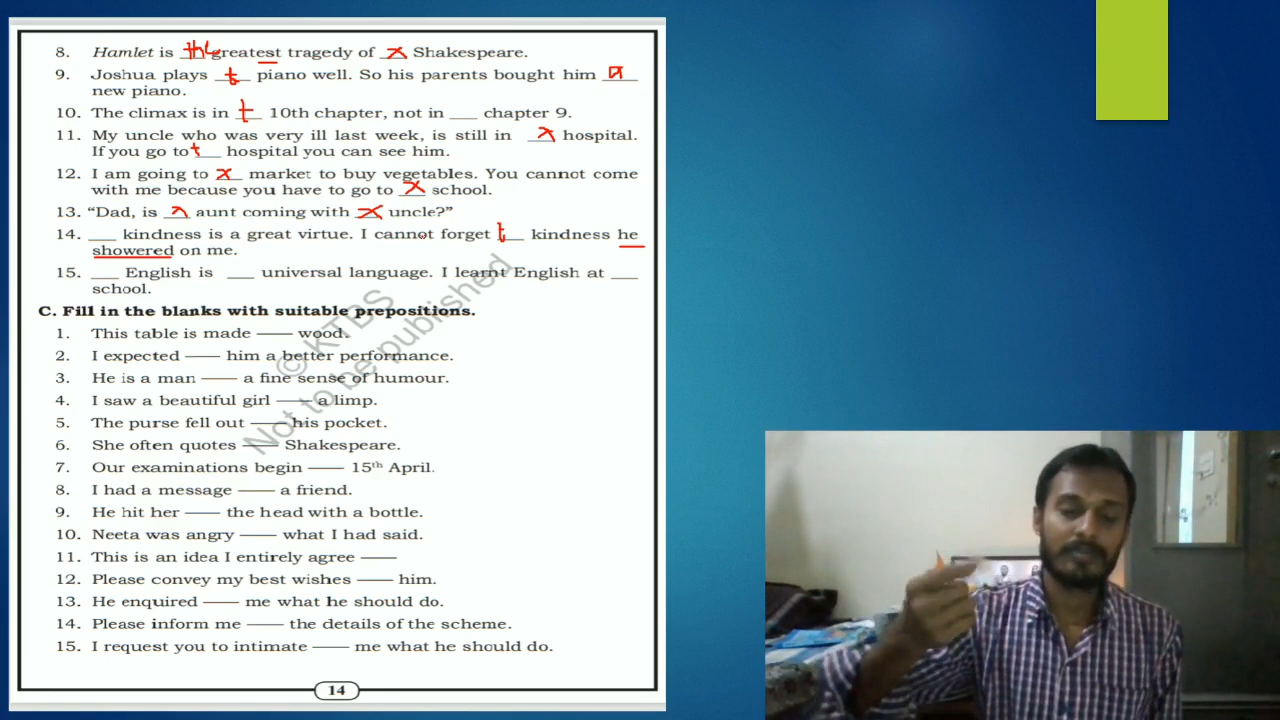 8. Hamlet is the greatest tragedy of x Shakespeare.
9. Joshua plays t piano well. So his parents bought him a
new piano.
10. The climax is in t 10th chapter, not in __ chapter 9.
11. My uncle who was very ill last week, is still in x hospital.
If you go to t hospital you can see him.
12. I am going to x market to buy vegetables. You cannot come
with me because you have to go to x school.
13. “Dad, is x aunt coming with x uncle?”
14. __ kindness is a great virtue. I cannot forget t kindness he
showered on me.
15. __ English is __ universal language. I learnt English at __
school.
C. Fill in the blanks with suitable prepositions.
1. This table is made —— wood.
2. I expected —— him a better performance.
3. He is a man —— a fine sense of humour.
4. I saw a beautiful girl —— a limp.
5. The purse fell out —— his pocket.
6. She often quotes —— Shakespeare.
7. Our examinations begin —— 15th April.
8. I had a message —— a friend.
9. He hit her —— the head with a bottle.
10. Neeta was angry —— what I had said.
11. This is an idea I entirely agree ——
12. Please convey my best wishes —— him.
13. He enquired —— me what he should do.
14. Please inform me —— the details of the scheme.
15. I request you to intimate —— me what he should do.
© KTBS
Not to be published
14